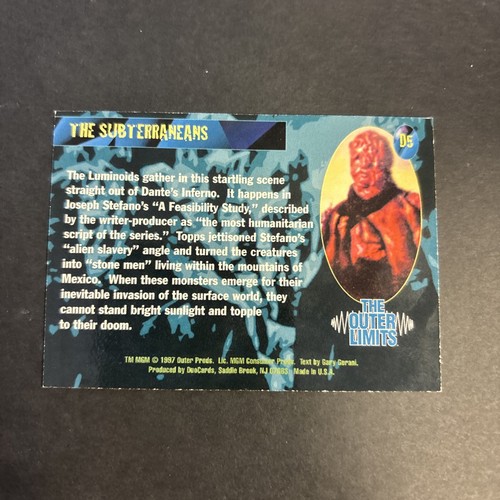 THE SUBTERRANEANS
D5
The Luminoids gather in this startling scene
straight out of Dante's Inferno. It happens in
Joseph Stefano's "A Feasibility Study," described
by the writer-producer as "the most humanitarian
script of the series." Topps jettisoned Stefano's
"alien slavery" angle and turned the creatures
into "stone men" living within the mountains of
Mexico. When these monsters emerge for their
inevitable invasion of the surface world, they
cannot stand bright sunlight and topple
to their doom.
THE
OUTER
LIMITS
TM MGM © 1997 Outer Prods. Lic. MGM Consumer Prods. Text by Gary Gerani.
Produced by DuoCards, Saddle Brook, NJ Made in U.S.A.